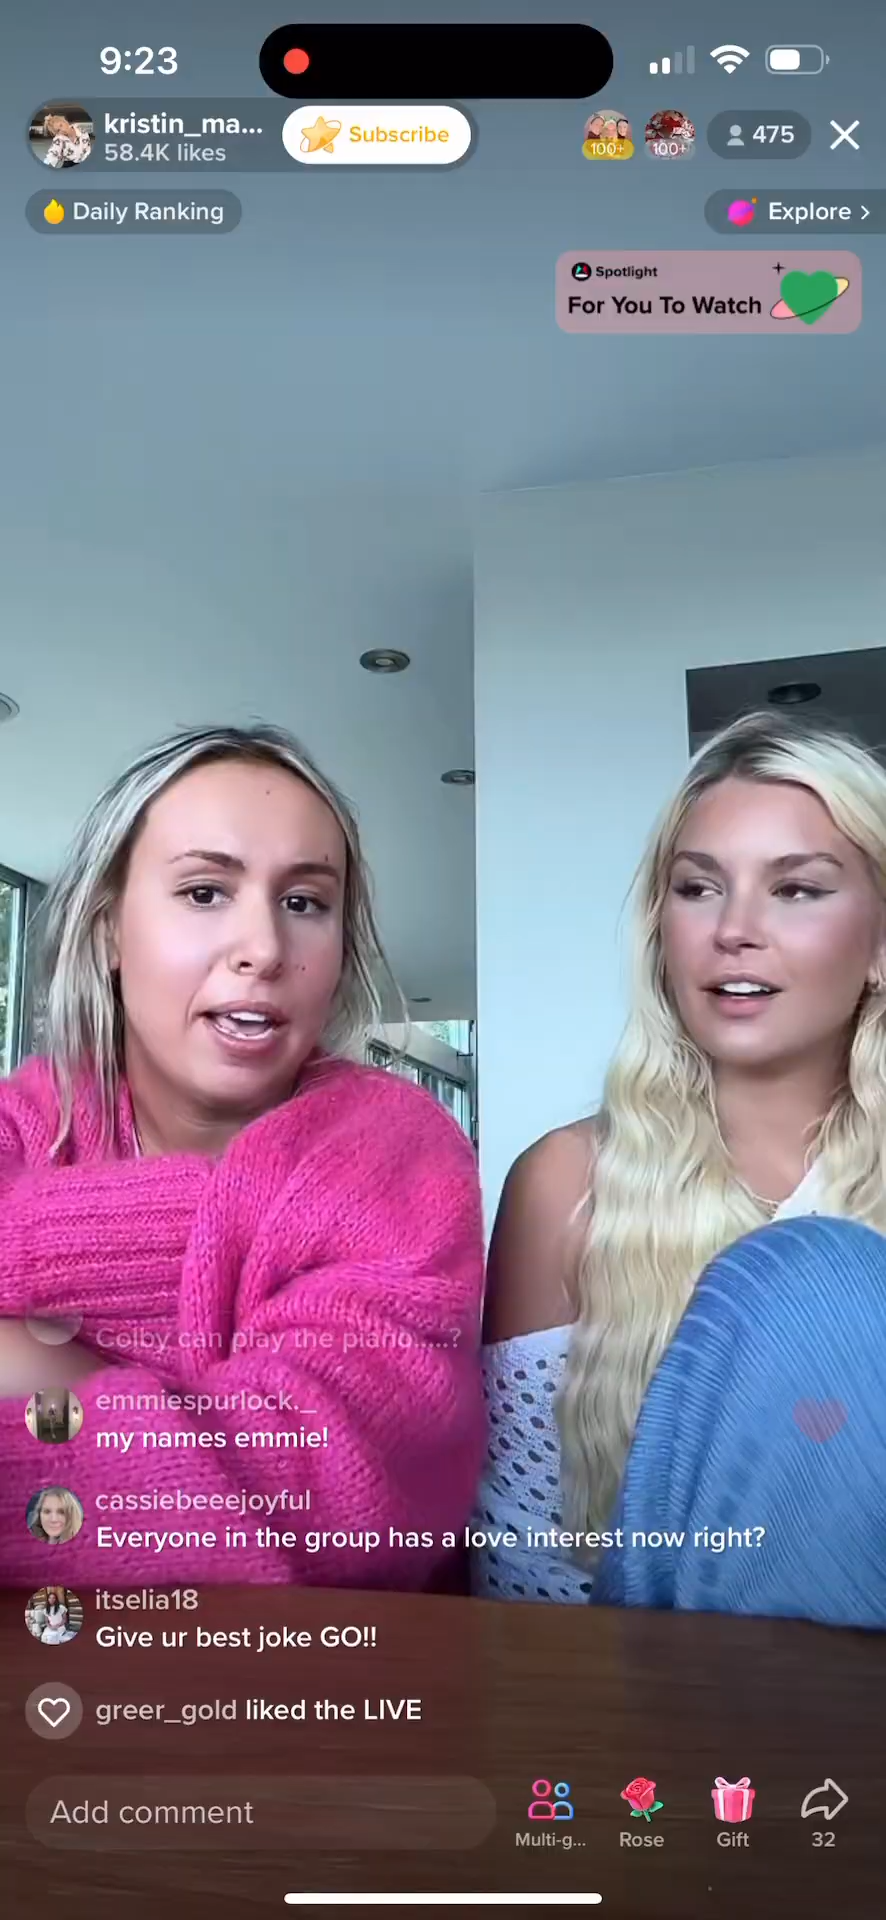 9:23
kristin_ma...
58.4K likes
Subscribe
100+
100+
475
Daily Ranking
Explore >
Spotlight
For You To Watch
Colby can play the piano.....?
emmiespurlock._
my names emmie!
cassiebeeejoyful
Everyone in the group has a love interest now right?
itselia18
Give ur best joke GO!!
greer_gold liked the LIVE
Add comment
Multi-g...
Rose
Gift
32